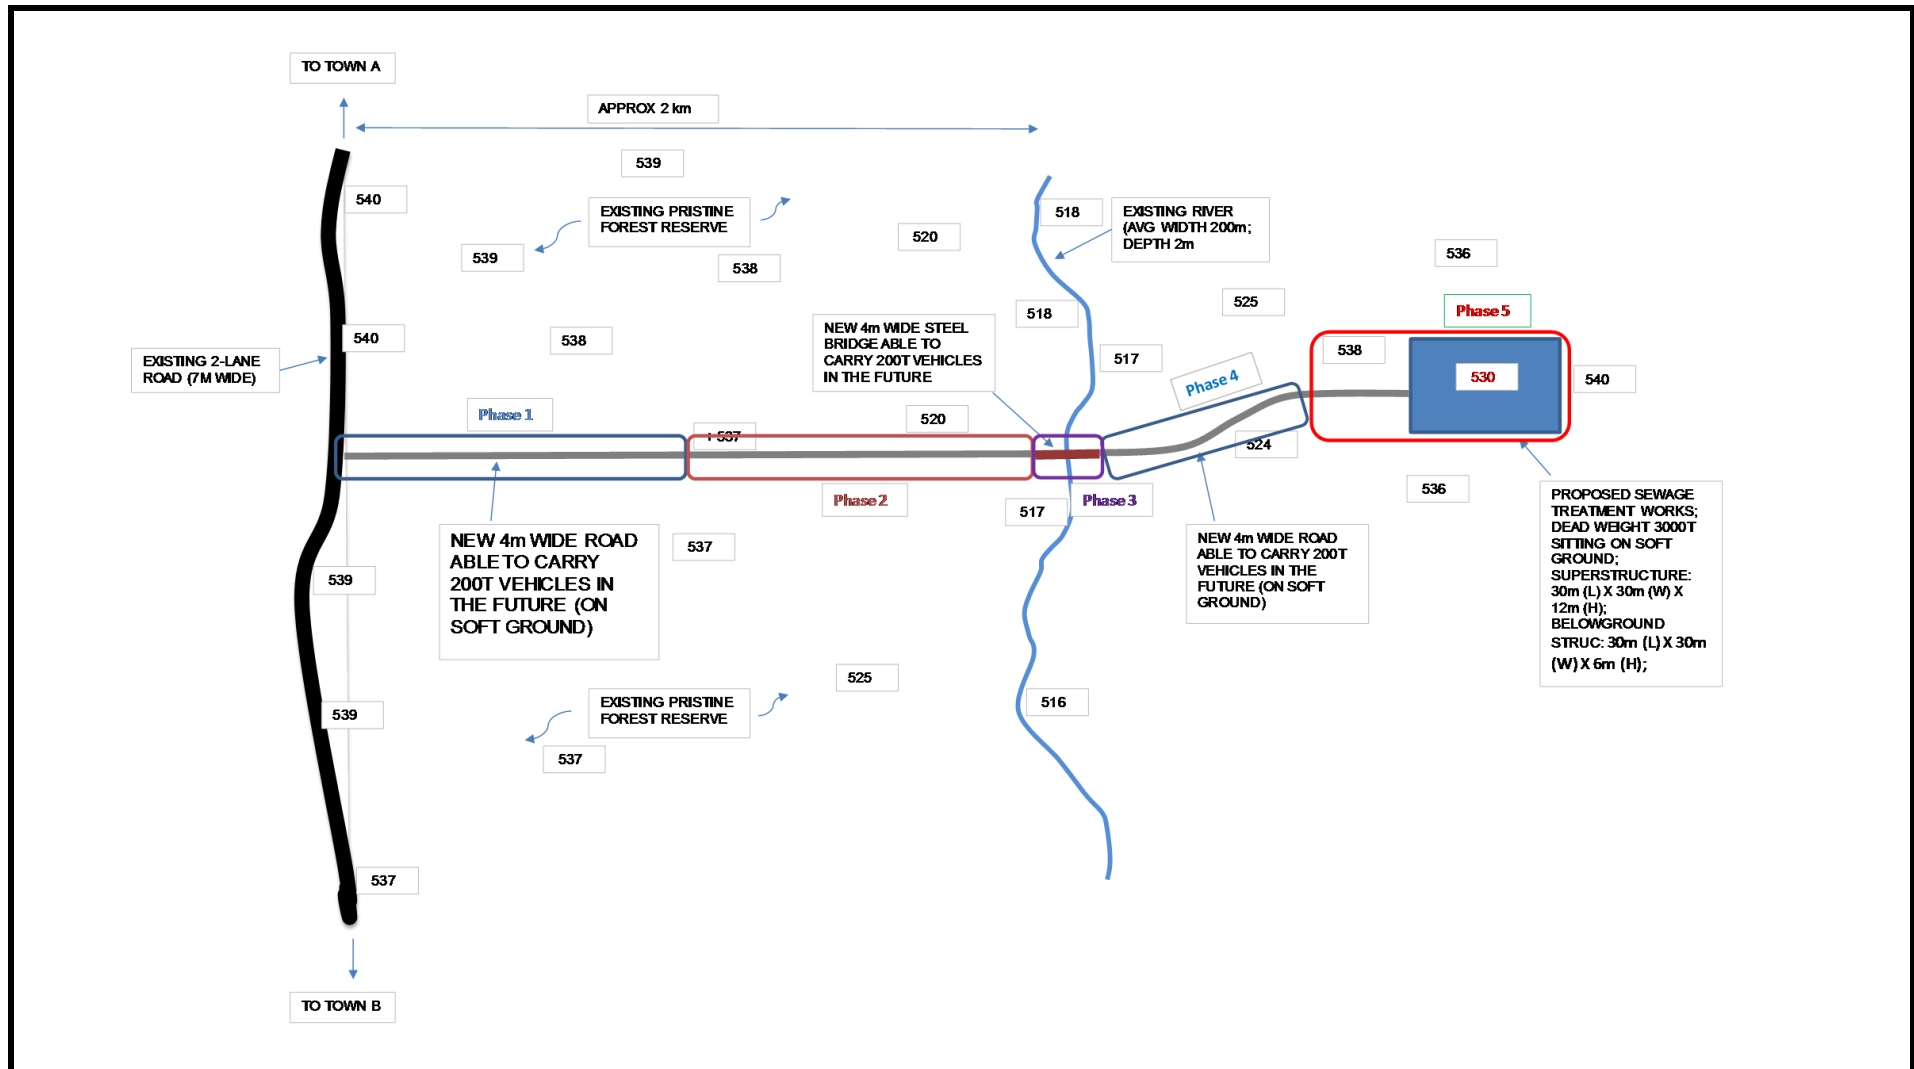 TO TOWN A
APPROX 2 km
539
540
EXISTING PRISTINE
FOREST RESERVE
518
EXISTING RIVER
(AVG WIDTH 200m;
DEPTH 2m
520
539
538
536
525
518
Phase 5
NEW 4m WIDE STEEL
BRIDGE ABLE TO
CARRY 200T VEHICLES
IN THE FUTURE
540
538
517
538
EXISTING 2-LANE
ROAD (7M WIDE)
530
540
Phase 4
Phase 1
520
537
524
Phase 2
517
Phase 3
536
NEW 4m WIDE ROAD
ABLE TO CARRY
200T VEHICLES IN
THE FUTURE (ON
SOFT GROUND)
537
NEW 4m WIDE ROAD
ABLE TO CARRY 200T
VEHICLES IN THE
FUTURE (ON SOFT
GROUND)
PROPOSED SEWAGE
TREATMENT WORKS;
DEAD WEIGHT 3000T
SITTING ON SOFT
GROUND;
SUPERSTRUCTURE:
30m (L) X 30m (W) X
12m (H);
BELOWGROUND
STRUC: 30m (L) X 30m
(W) X 6m (H);
539
525
539
EXISTING PRISTINE
FOREST RESERVE
516
537
537
TO TOWN B